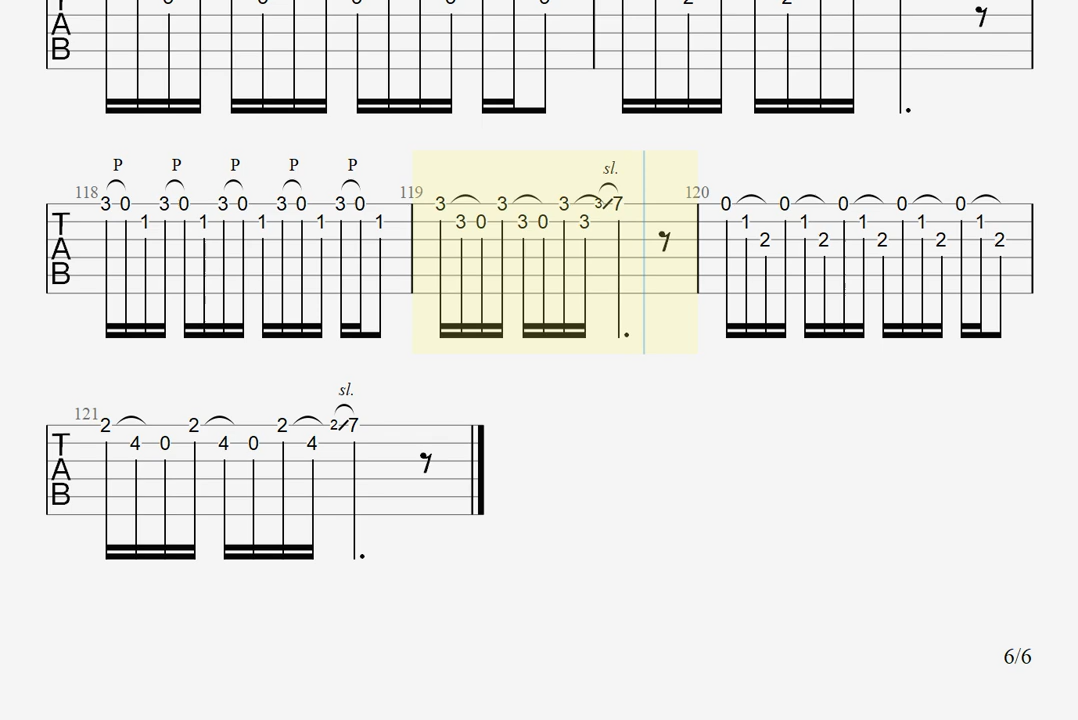 T
A
B
P P P P P sl.
118 119 120
3 0 3 0 3 0 3 0 3 0 3 3 3 3 7 0 0 0 0 0
T 1 1 1 1 1 3 0 3 0 3 1 1 1 1 1
A 2 2 2 2 2
B
sl.
121
2 2 2 2 7
T 4 0 4 0 4
A
B
6/6